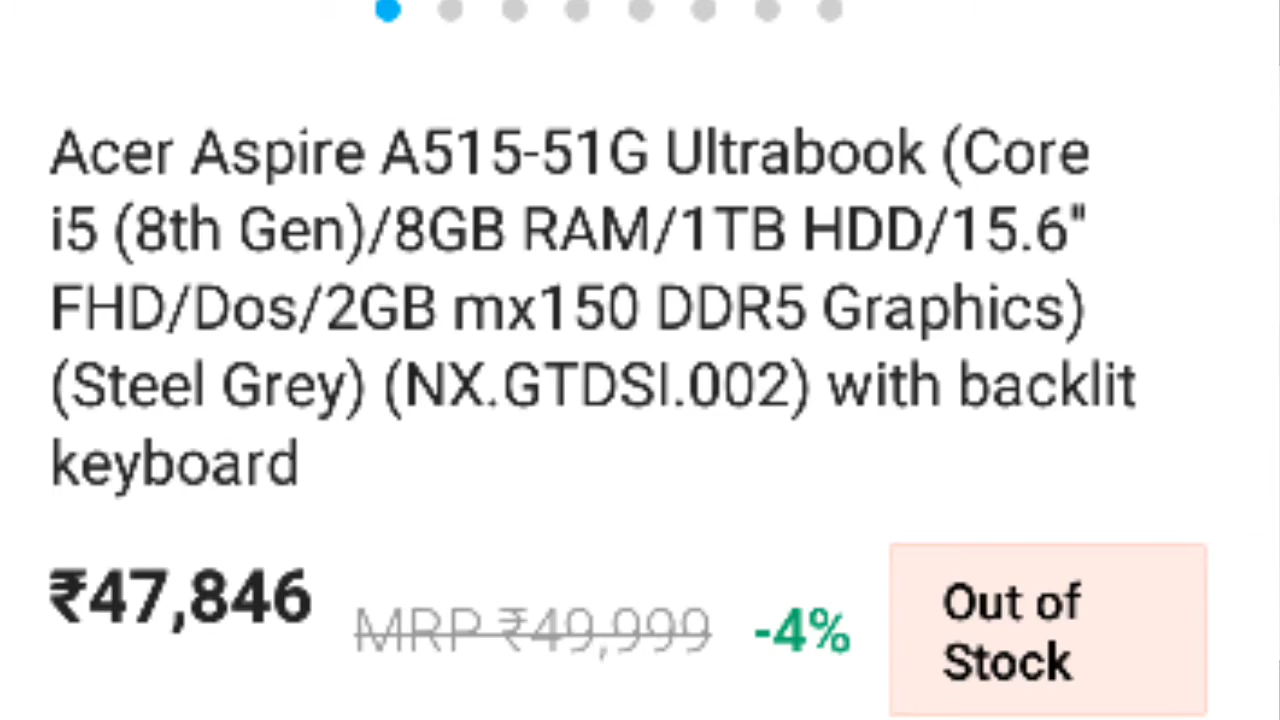 Acer Aspire A515-51G Ultrabook (Core
i5 (8th Gen)/8GB RAM/1TB HDD/15.6"
FHD/Dos/2GB mx150 DDR5 Graphics)
(Steel Grey) (NX.GTDSI.002) with backlit
keyboard
₹47,846 MRP ₹49,999 -4%
Out of
Stock